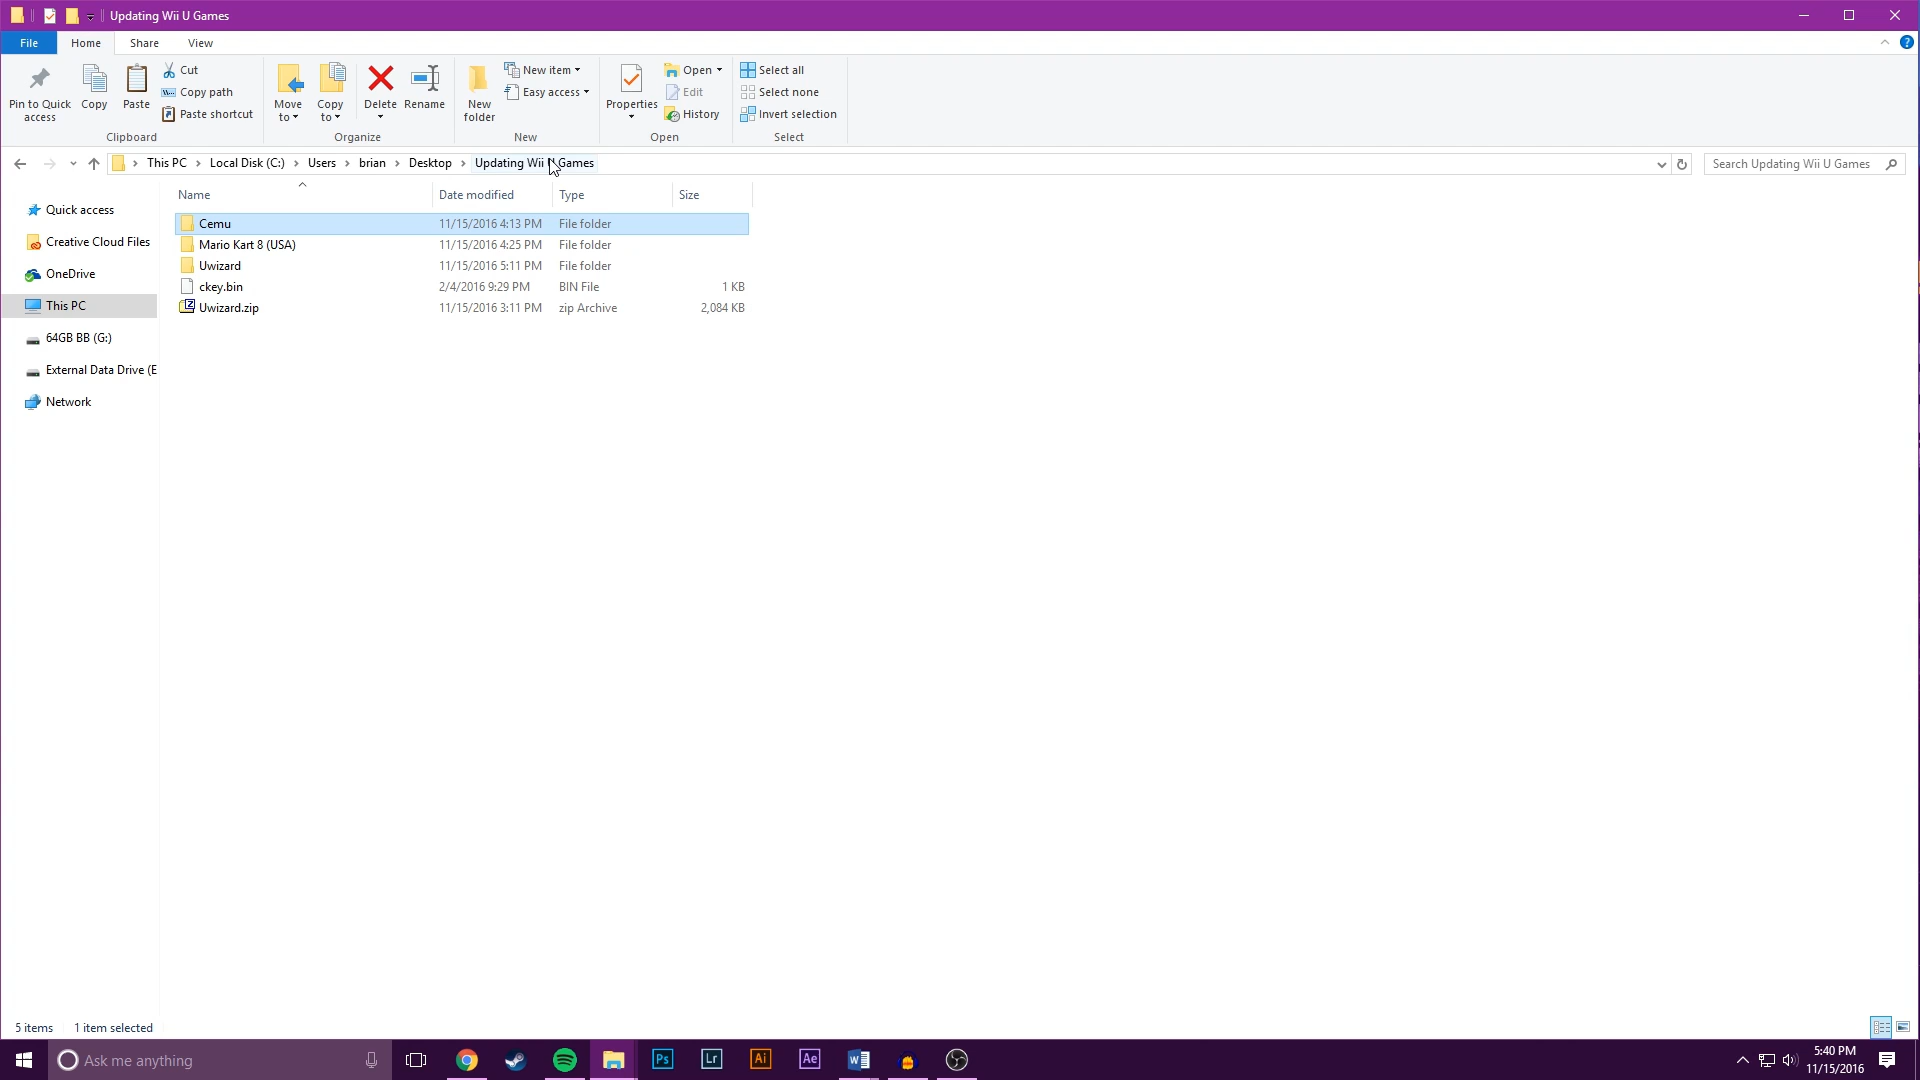 Updating Wii U Games
File Home Share View
Pin to Quick access
Copy
Paste
Cut
Copy path
Paste shortcut
Clipboard
Move to
Copy to
Delete
Rename
Organize
New folder
New item
Easy access
New
Properties
Open
Edit
History
Open
Select all
Select none
Invert selection
Select
This PC Local Disk (C:) Users brian Desktop Updating Wii U Games
Search Updating Wii U Games
Quick access
Creative Cloud Files
OneDrive
This PC
64GB BB (G:)
External Data Drive (E
Network
Name Date modified Type Size
Cemu 11/15/2016 4:13 PM File folder
Mario Kart 8 (USA) 11/15/2016 4:25 PM File folder
Uwizard 11/15/2016 5:11 PM File folder
ckey.bin 2/4/2016 9:29 PM BIN File 1 KB
Uwizard.zip 11/15/2016 3:11 PM zip Archive 2,084 KB
5 items 1 item selected
Ask me anything
Ps
Lr
Ai
Ae
5:40 PM
11/15/2016